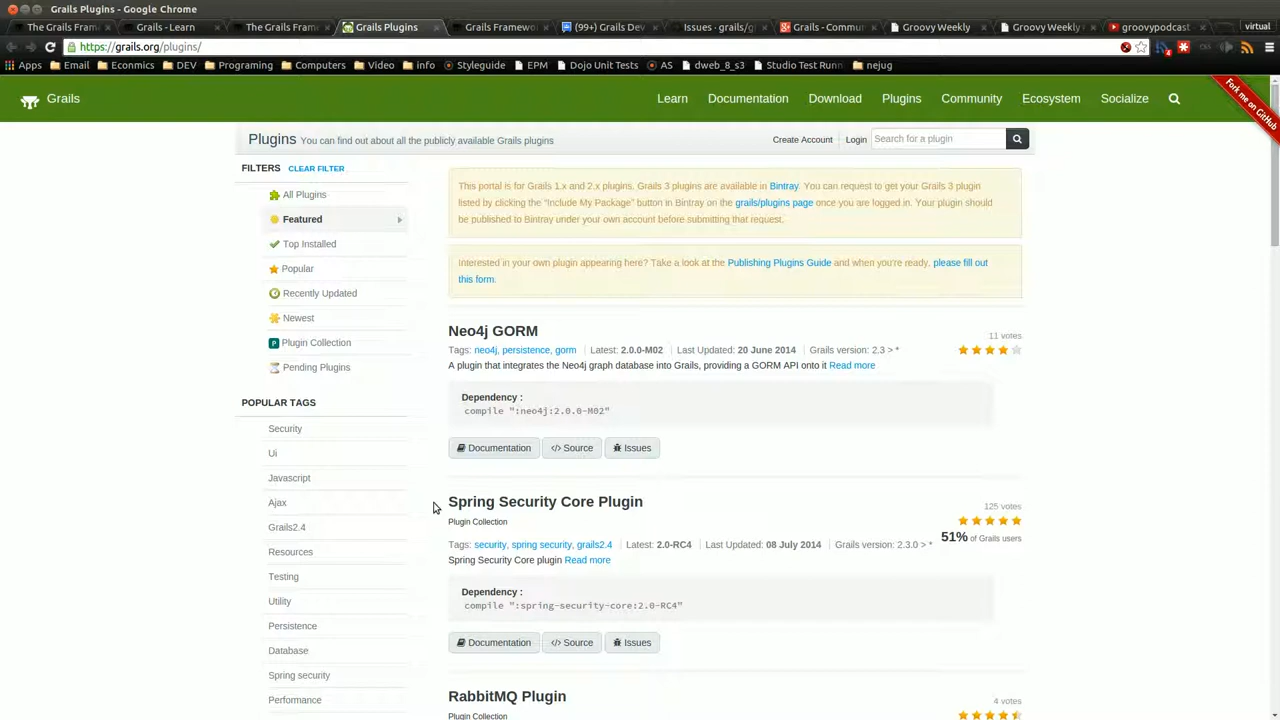 Grails Plugins - Google Chrome
The Grails Fram
Grails - Learn
The Grails Fram
Grails Plugins
Grails Framewo
(99+) Grails Dev
Issues · grails/g
Grails - Commu
GroovyWeekly
GroovyWeekly
groovypodcast
virtual
https://grails.org/plugins/
Apps Email Econmics DEV Programing Computers Video info Styleguide EPM Dojo Unit Tests AS dweb_8_s3 Studio Test Runn nejug
Grails
Learn Documentation Download Plugins Community Ecosystem Socialize
Fork me on GitHub
Plugins You can find out about all the publicly available Grails plugins
Create Account Login Search for a plugin
FILTERS CLEAR FILTER
All Plugins
Featured
Top Installed
Popular
Recently Updated
Newest
Plugin Collection
Pending Plugins
POPULAR TAGS
Security
Ui
Javascript
Ajax
Grails2.4
Resources
Testing
Utility
Persistence
Database
Spring security
Performance
This portal is for Grails 1.x and 2.x plugins. Grails 3 plugins are available in Bintray. You can request to get your Grails 3 plugin
listed by clicking the "Include My Package" button in Bintray on the grails/plugins page once you are logged in. Your plugin should
be published to Bintray under your own account before submitting that request.
Interested in your own plugin appearing here? Take a look at the Publishing Plugins Guide and when you're ready, please fill out
this form.
Neo4j GORM
11 votes
Tags: neo4j, persistence, gorm Latest: 2.0.0-M02 Last Updated: 20 June 2014 Grails version: 2.3 > *
A plugin that integrates the Neo4j graph database into Grails, providing a GORM API onto it Read more
Dependency :
compile ":neo4j:2.0.0-M02"
Documentation Source Issues
Spring Security Core Plugin
125 votes
Plugin Collection
51% of Grails users
Tags: security, spring security, grails2.4 Latest: 2.0-RC4 Last Updated: 08 July 2014 Grails version: 2.3.0 > *
Spring Security Core plugin Read more
Dependency :
compile ":spring-security-core:2.0-RC4"
Documentation Source Issues
RabbitMQ Plugin
4 votes
Plugin Collection